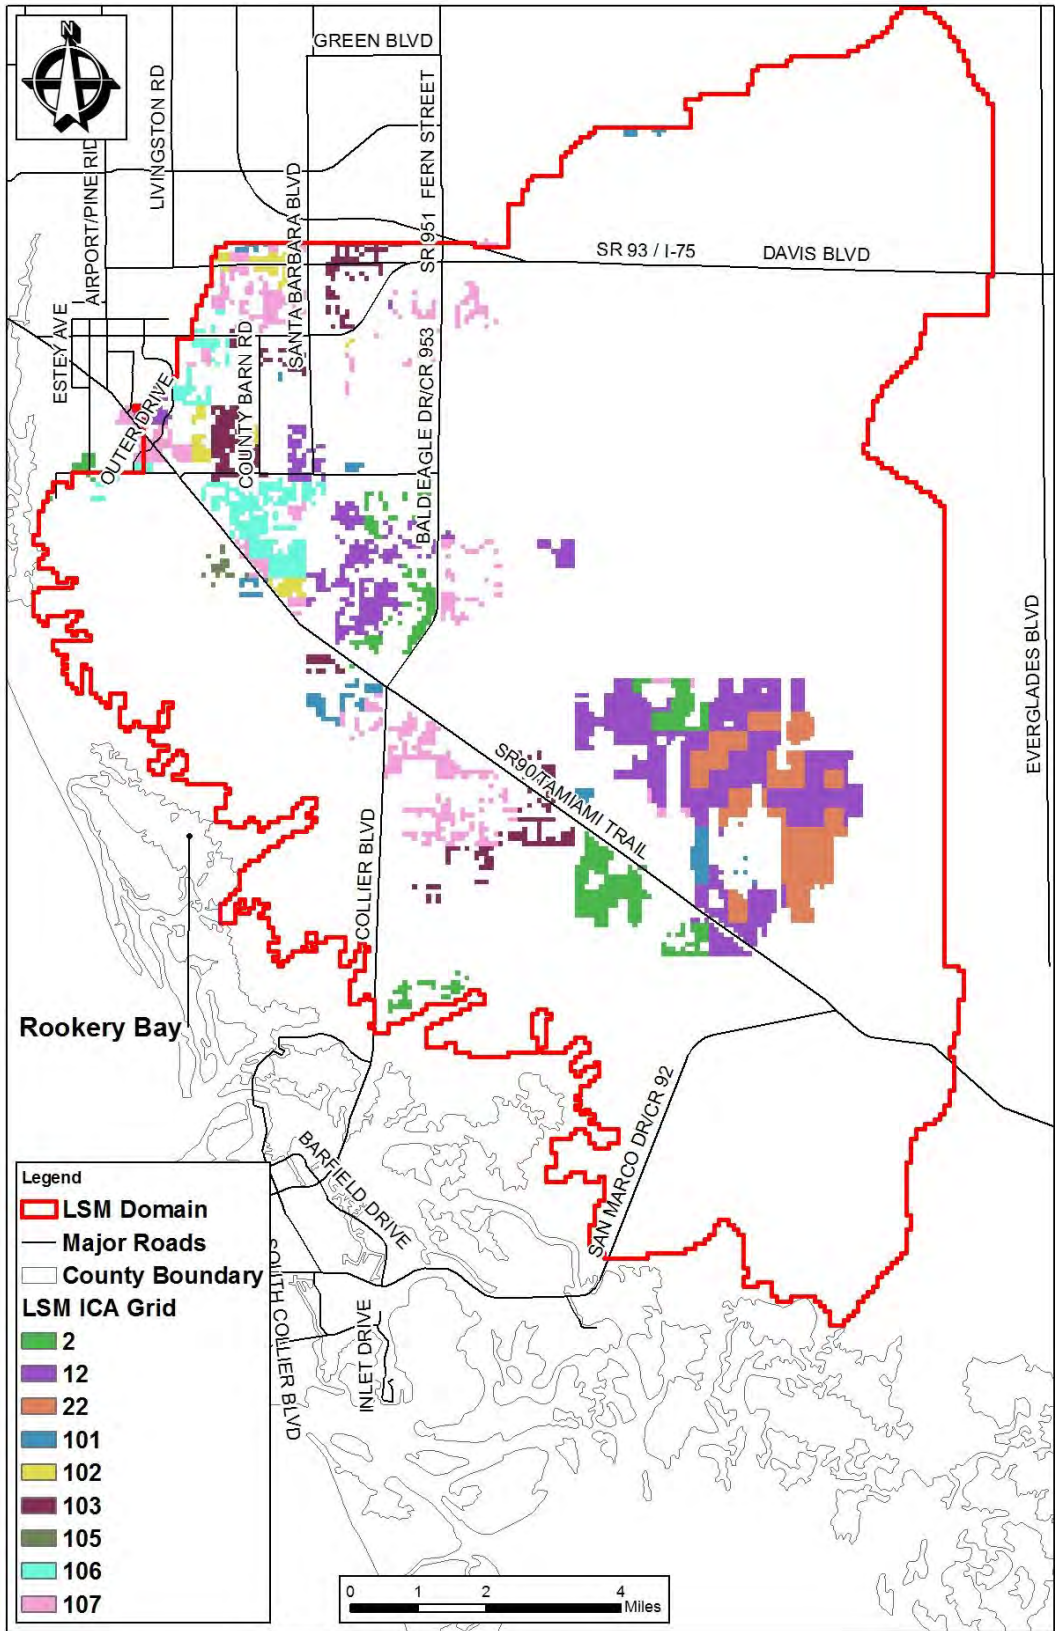 N
GREEN BLVD
LIVINGSTON RD
AIRPORT/PINE RID
SANTA BARBARA BLVD
SR 951 FERN STREET
SR 93 / I-75
DAVIS BLVD
ESTEY AVE
OUTER DRIVE
COUNTY BARN RD
BALD EAGLE DR/CR 953
EVERGLADES BLVD
SR90/TAMIAMI TRAIL
COLLIER BLVD
Rookery Bay
SAN MARCO DR/CR 92
BARFIELD DRIVE
SOUTH COLLIER BLVD
INLET DRIVE
Legend
LSM Domain
Major Roads
County Boundary
LSM ICA Grid
2
12
22
101
102
103
105
106
107
0 1 2 4
Miles